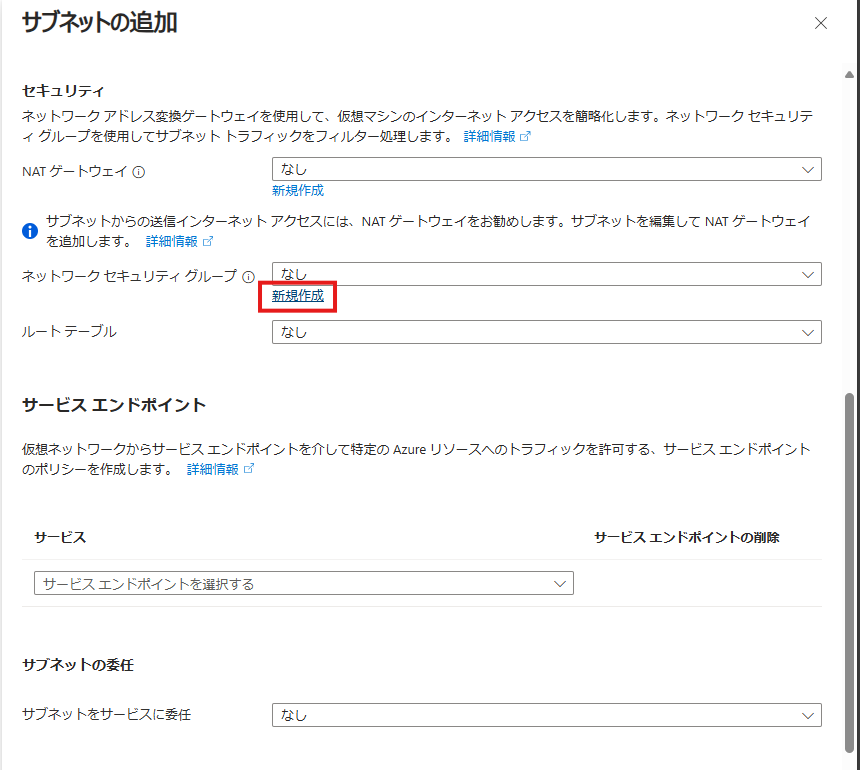 サブネットの追加
セキュリティ
ネットワーク アドレス変換ゲートウェイを使用して、仮想マシンのインターネット アクセスを簡略化します。ネットワーク セキュリテ
ィ グループを使用してサブネット トラフィックをフィルター処理します。 詳細情報
NAT ゲートウェイ
なし
新規作成
サブネットからの送信インターネット アクセスには、NAT ゲートウェイをお勧めします。サブネットを編集して NAT ゲートウェイ
を追加します。 詳細情報
ネットワーク セキュリティ グループ
なし
新規作成
ルート テーブル
なし
サービス エンドポイント
仮想ネットワークからサービス エンドポイントを介して特定の Azure リソースへのトラフィックを許可する、サービス エンドポイント
のポリシーを作成します。 詳細情報
サービス
サービス エンドポイントの削除
サービス エンドポイントを選択する
サブネットの委任
サブネットをサービスに委任
なし